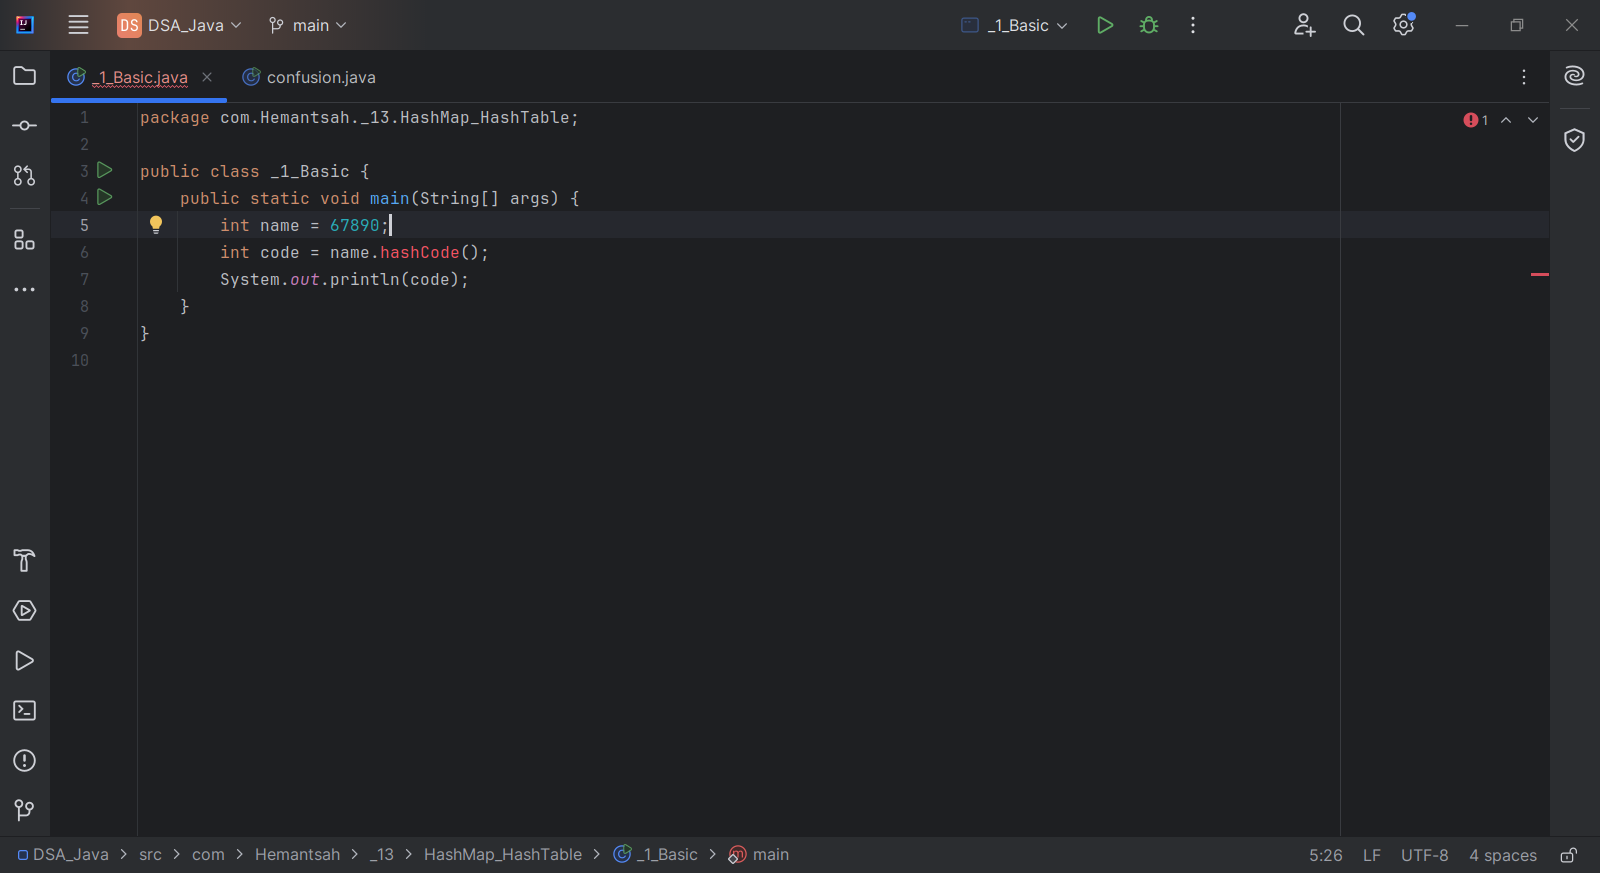 IJ
DS DSA_Java main _1_Basic
_1_Basic.java confusion.java
1 package com.Hemantsah._13.HashMap_HashTable;
2
3 public class _1_Basic {
4 public static void main(String[] args) {
5 int name = 67890;
6 int code = name.hashCode();
7 System.out.println(code);
8 }
9 }
10
1
DSA_Java > src > com > Hemantsah > _13 > HashMap_HashTable > _1_Basic > main
5:26 LF UTF-8 4 spaces